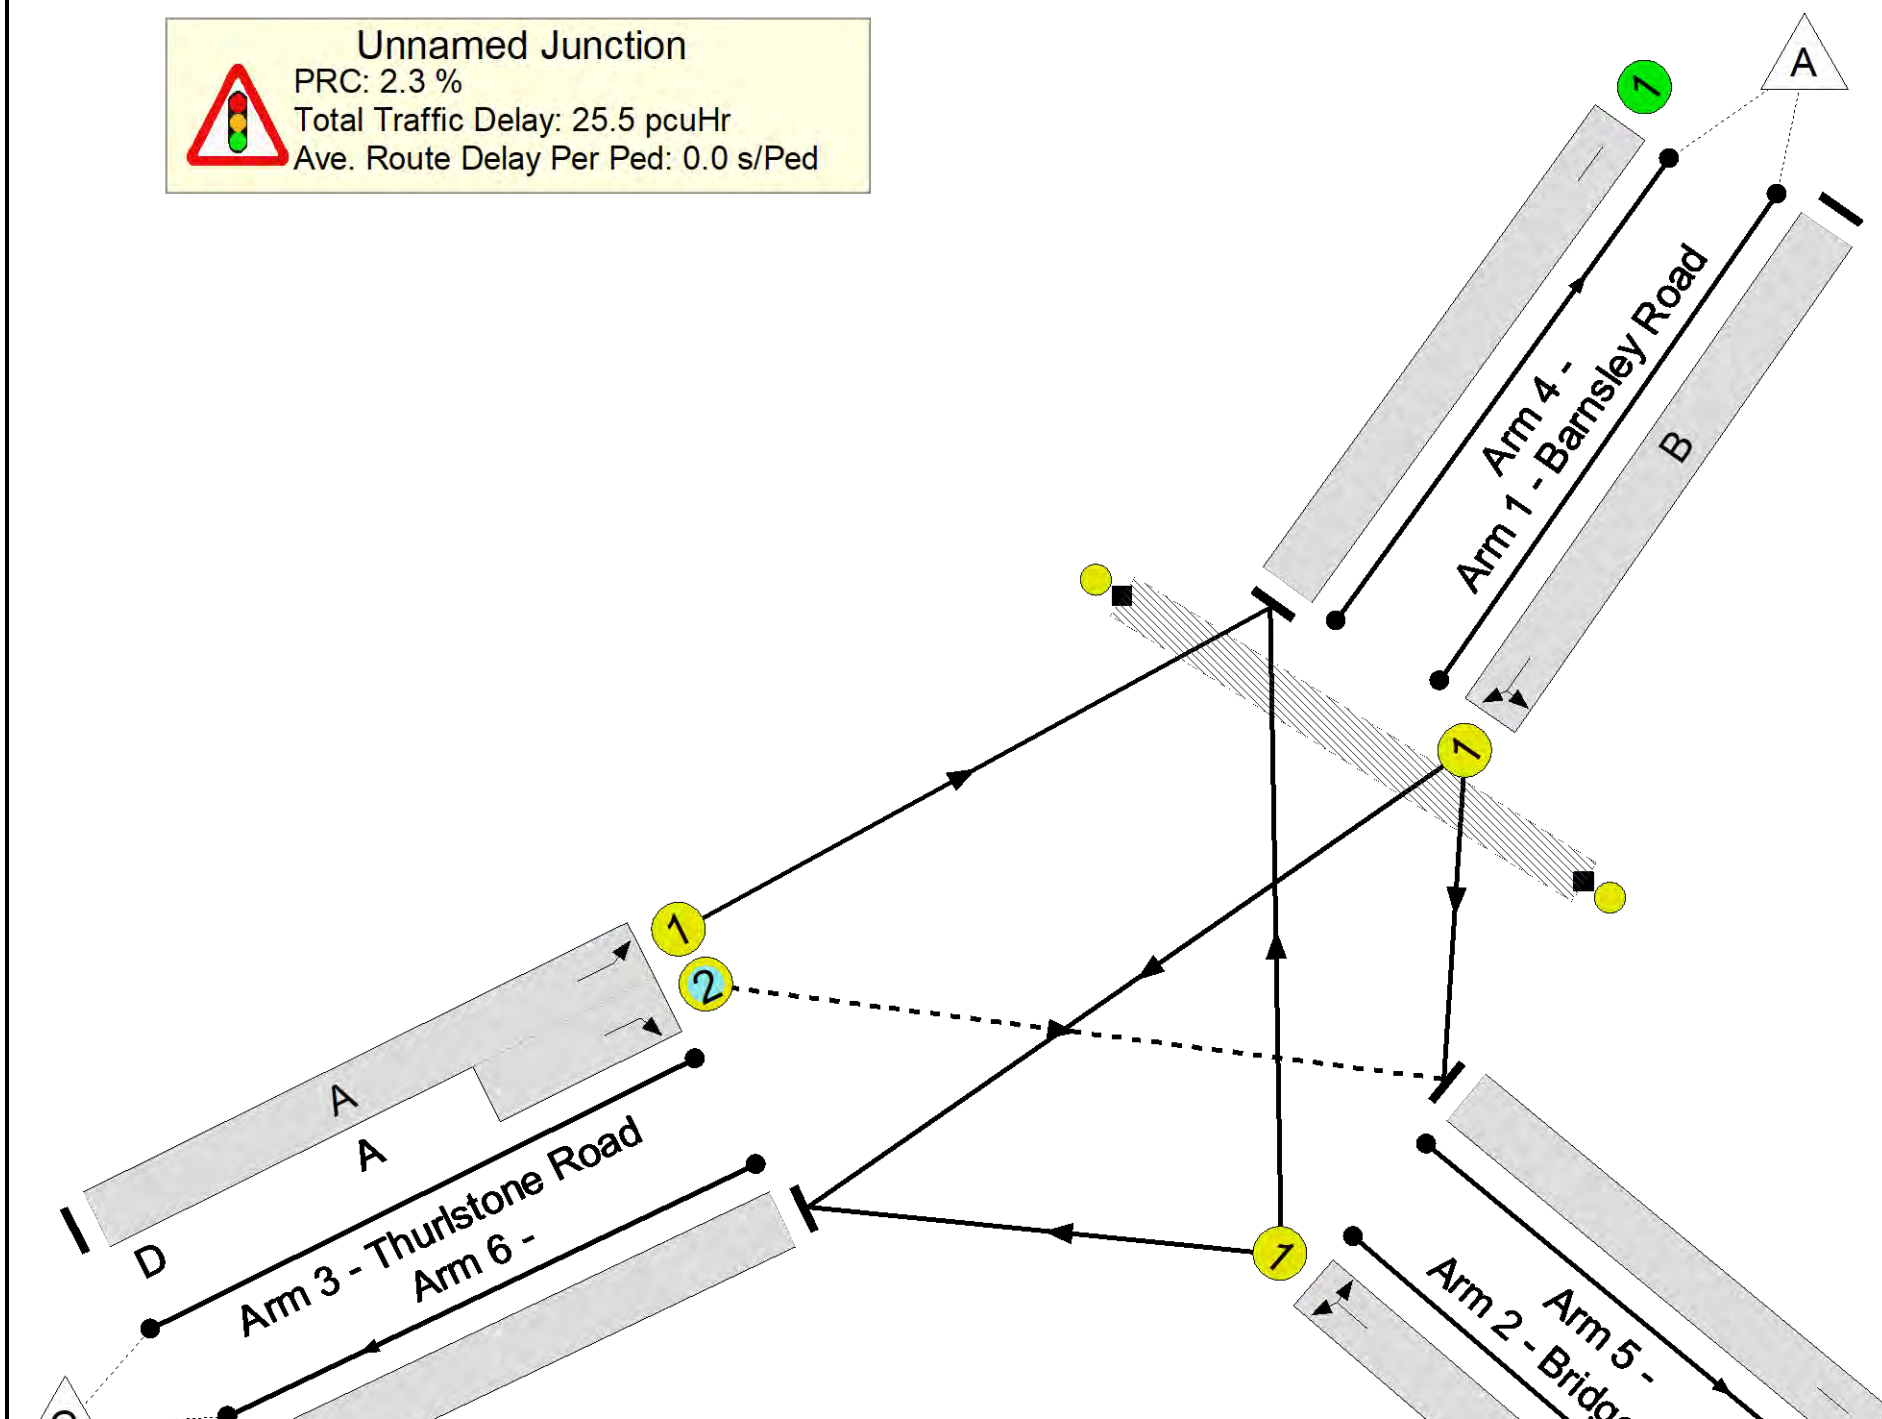 Unnamed Junction
PRC: 2.3 %
Total Traffic Delay: 25.5 pcuHr
Ave. Route Delay Per Ped: 0.0 s/Ped
1
A
Arm 4 -
Arm 1 - Barnsley Road
B
1
1
2
A
A
D
Arm 3 - Thurlstone Road
Arm 6 -
1
Arm 5 -
Arm 2 -